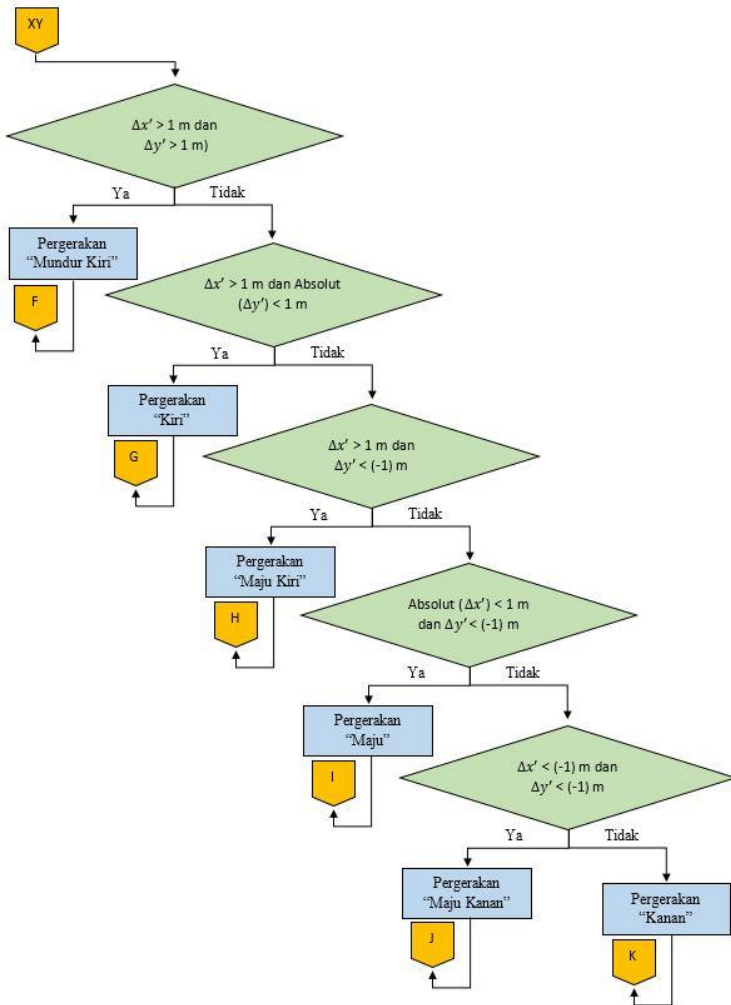 XY
Δx' > 1 m dan
Δy' > 1 m)
Ya
Tidak
Pergerakan
“Mundur Kiri”
F
Δx' > 1 m dan Absolut
(Δy') < 1 m
Ya
Tidak
Pergerakan
“Kiri”
G
Δx' > 1 m dan
Δy' < (-1) m
Ya
Tidak
Pergerakan
“Maju Kiri”
H
Absolut (Δx') < 1 m
dan Δy' < (-1) m
Ya
Tidak
Pergerakan
“Maju”
I
Δx' < (-1) m dan
Δy' < (-1) m
Ya
Tidak
Pergerakan
“Maju Kanan”
J
Pergerakan
“Kanan”
K